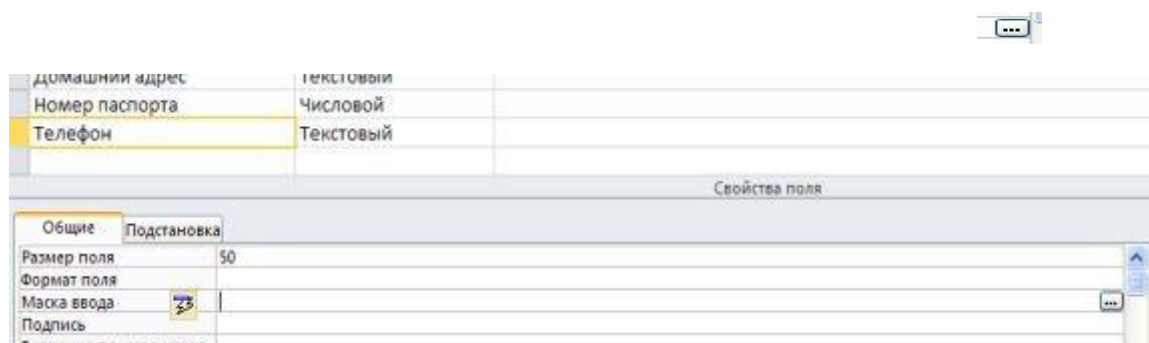 Домашний адрес Текстовый
Номер паспорта Числовой
Телефон Текстовый
Свойства поля
Общие Подстановка
Размер поля 50
Формат поля
Маска ввода
Подпись